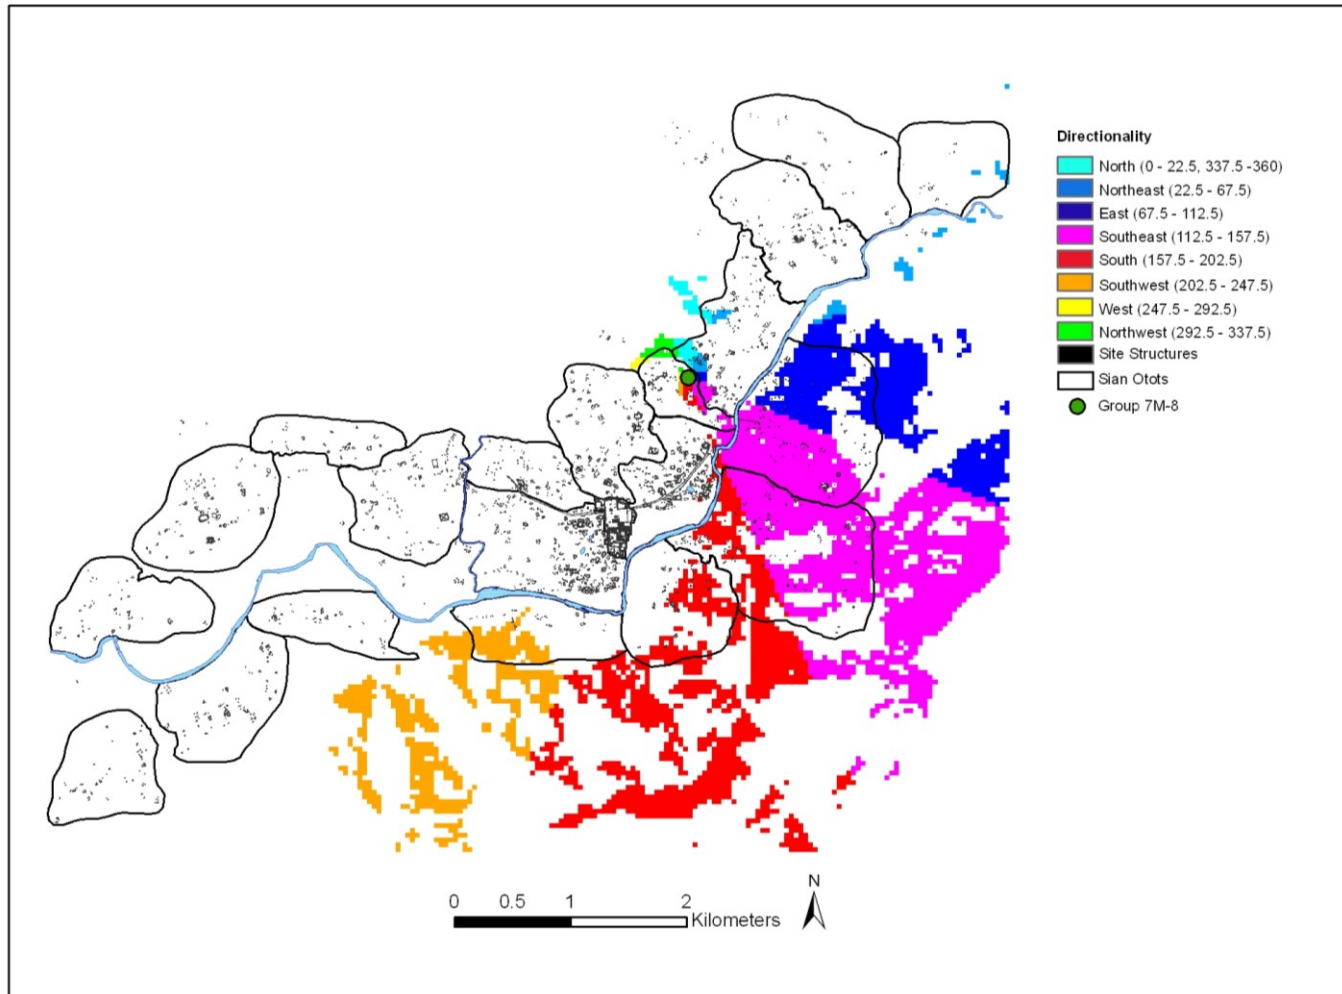 Directionality
North (0 - 22.5, 337.5 -360)
Northeast (22.5 - 67.5)
East (67.5 - 112.5)
Southeast (112.5 - 157.5)
South (157.5 - 202.5)
Southwest (202.5 - 247.5)
West (247.5 - 292.5)
Northwest (292.5 - 337.5)
Site Structures
Sian Otots
Group 7M-8
N
0 0.5 1 2
Kilometers